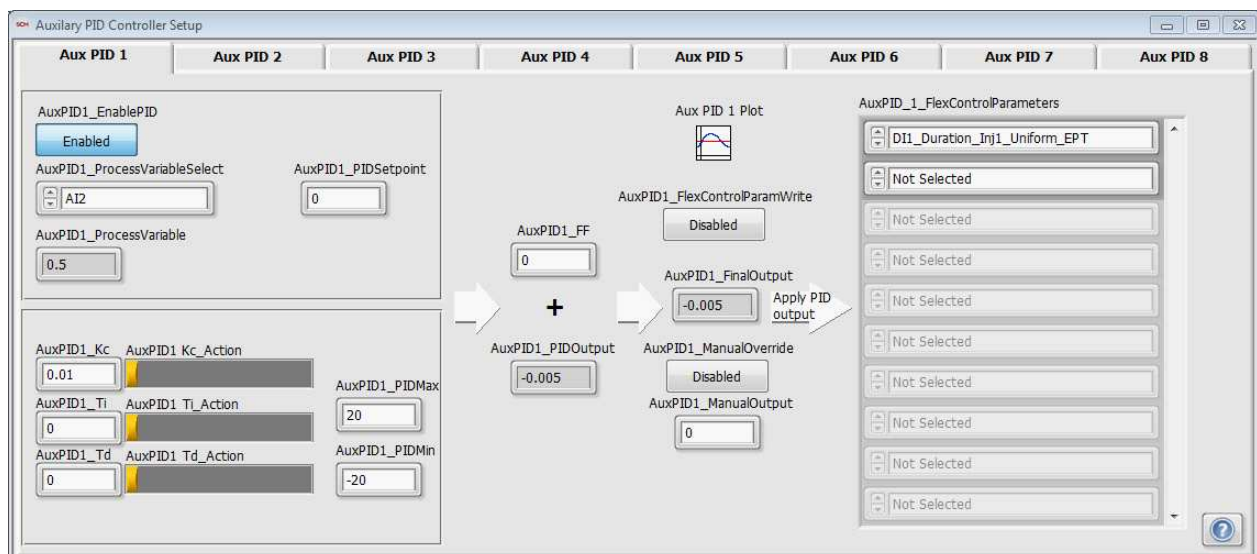 SCM Auxilary PID Controller Setup
Aux PID 1 Aux PID 2 Aux PID 3 Aux PID 4 Aux PID 5 Aux PID 6 Aux PID 7 Aux PID 8
AuxPID1_EnablePID
Enabled
AuxPID1_ProcessVariableSelect
AI2
AuxPID1_PIDSetpoint
0
AuxPID1_ProcessVariable
0.5
AuxPID1_Kc AuxPID1 Kc_Action
0.01
AuxPID1_Ti AuxPID1 Ti_Action
0
AuxPID1_Td AuxPID1 Td_Action
0
AuxPID1_PIDMax
20
AuxPID1_PIDMin
-20
AuxPID1_FF
0
+
AuxPID1_PIDOutput
-0.005
Aux PID 1 Plot
AuxPID1_FlexControlParamWrite
Disabled
AuxPID1_FinalOutput
-0.005
Apply PID
output
AuxPID1_ManualOverride
Disabled
AuxPID1_ManualOutput
0
AuxPID_1_FlexControlParameters
DI1_Duration_Inj1_Uniform_EPT
Not Selected
Not Selected
Not Selected
Not Selected
Not Selected
Not Selected
Not Selected
Not Selected
Not Selected
?